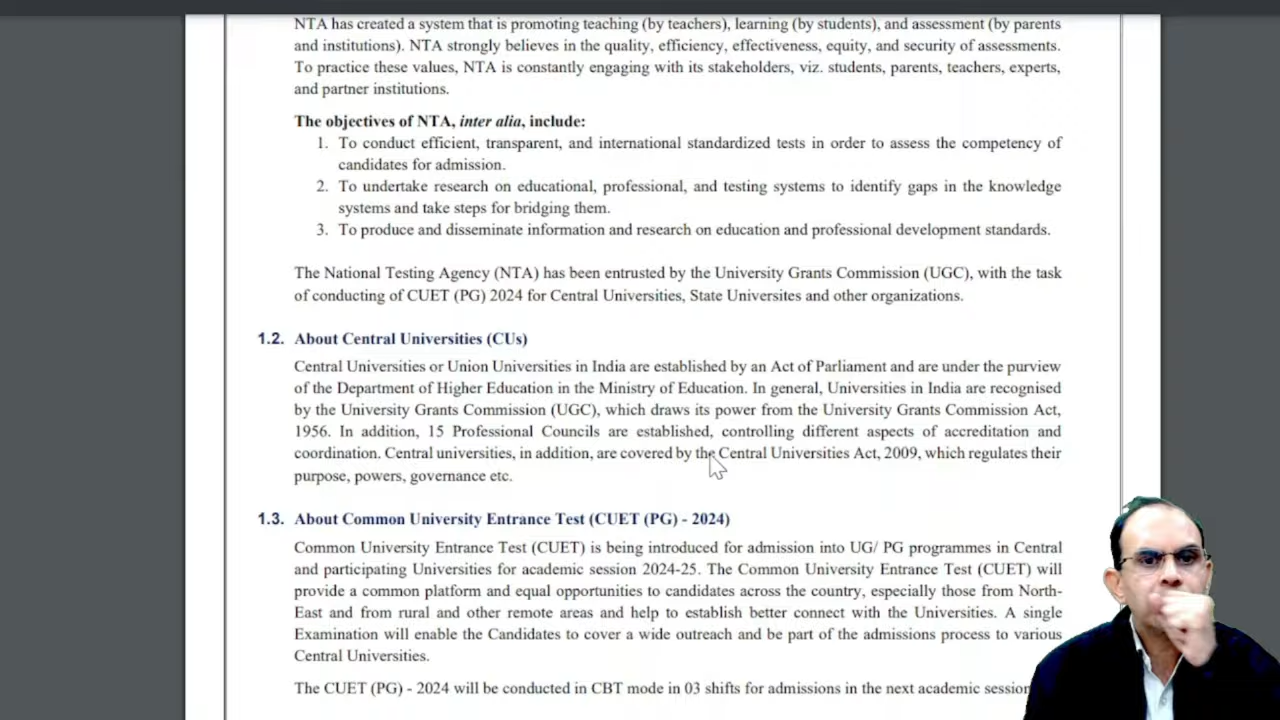 NTA has created a system that is promoting teaching (by teachers), learning (by students), and assessment (by parents
and institutions). NTA strongly believes in the quality, efficiency, effectiveness, equity, and security of assessments.
To practice these values, NTA is constantly engaging with its stakeholders, viz. students, parents, teachers, experts,
and partner institutions.
The objectives of NTA, inter alia, include:
1. To conduct efficient, transparent, and international standardized tests in order to assess the competency of
candidates for admission.
2. To undertake research on educational, professional, and testing systems to identify gaps in the knowledge
systems and take steps for bridging them.
3. To produce and disseminate information and research on education and professional development standards.
The National Testing Agency (NTA) has been entrusted by the University Grants Commission (UGC), with the task
of conducting of CUET (PG) 2024 for Central Universities, State Universites and other organizations.
1.2. About Central Universities (CUs)
Central Universities or Union Universities in India are established by an Act of Parliament and are under the purview
of the Department of Higher Education in the Ministry of Education. In general, Universities in India are recognised
by the University Grants Commission (UGC), which draws its power from the University Grants Commission Act,
1956. In addition, 15 Professional Councils are established, controlling different aspects of accreditation and
coordination. Central universities, in addition, are covered by the Central Universities Act, 2009, which regulates their
purpose, powers, governance etc.
1.3. About Common University Entrance Test (CUET (PG) - 2024)
Common University Entrance Test (CUET) is being introduced for admission into UG/ PG programmes in Central
and participating Universities for academic session 2024-25. The Common University Entrance Test (CUET) will
provide a common platform and equal opportunities to candidates across the country, especially those from North-
East and from rural and other remote areas and help to establish better connect with the Universities. A single
Examination will enable the Candidates to cover a wide outreach and be part of the admissions process to various
Central Universities.
The CUET (PG) - 2024 will be conducted in CBT mode in 03 shifts for admissions in the next academic session